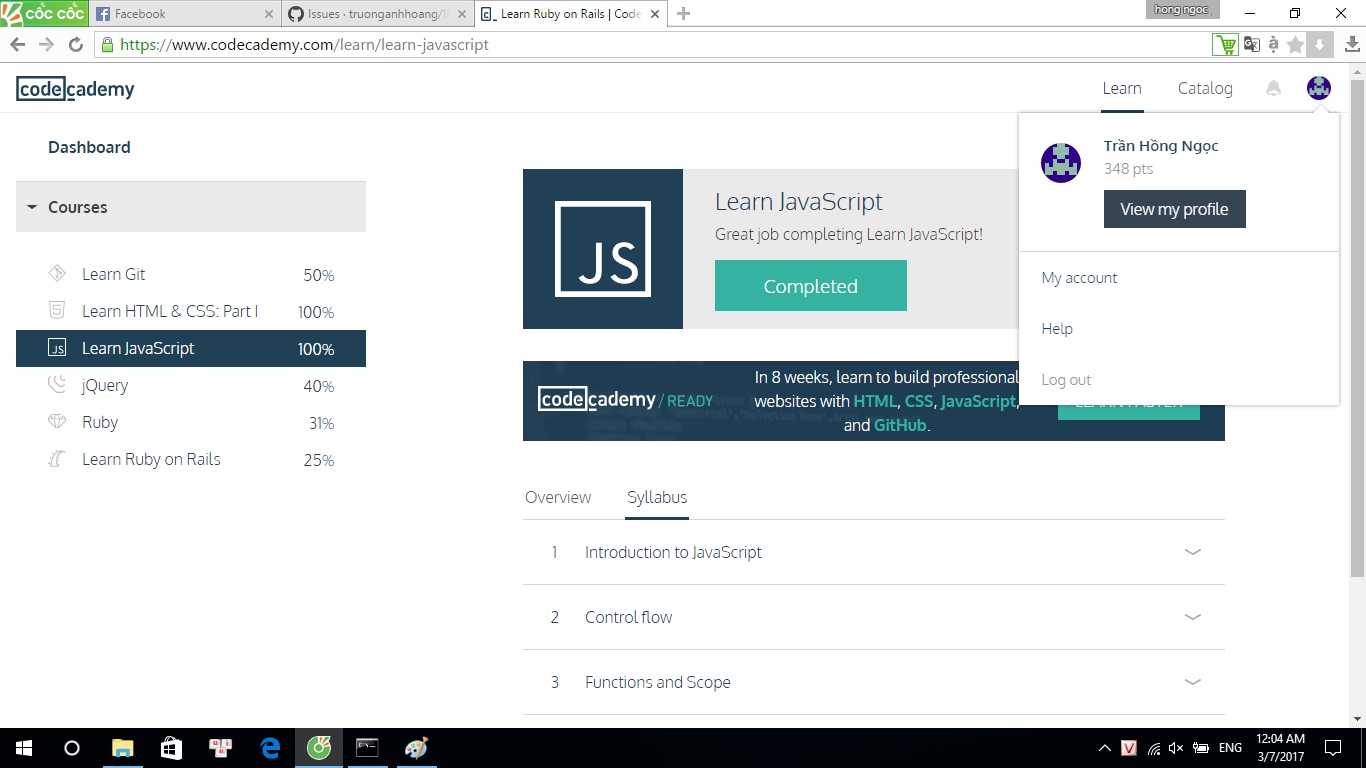 CỐC CỐC
Facebook
Issues · truonganhhoang/I
Learn Ruby on Rails | Code
hong ngoc
https://www.codecademy.com/learn/learn-javascript
codecademy
Learn
Catalog
Dashboard
Courses
Learn Git 50%
Learn HTML & CSS: Part I 100%
JS Learn JavaScript 100%
jQuery 40%
Ruby 31%
Learn Ruby on Rails 25%
JS
Learn JavaScript
Great job completing Learn JavaScript!
Completed
Trần Hồng Ngọc
348 pts
View my profile
My account
Help
Log out
codecademy / READY
In 8 weeks, learn to build professional
websites with HTML, CSS, JavaScript,
and GitHub.
Overview
Syllabus
1 Introduction to JavaScript
2 Control flow
3 Functions and Scope
ENG
12:04 AM
3/7/2017